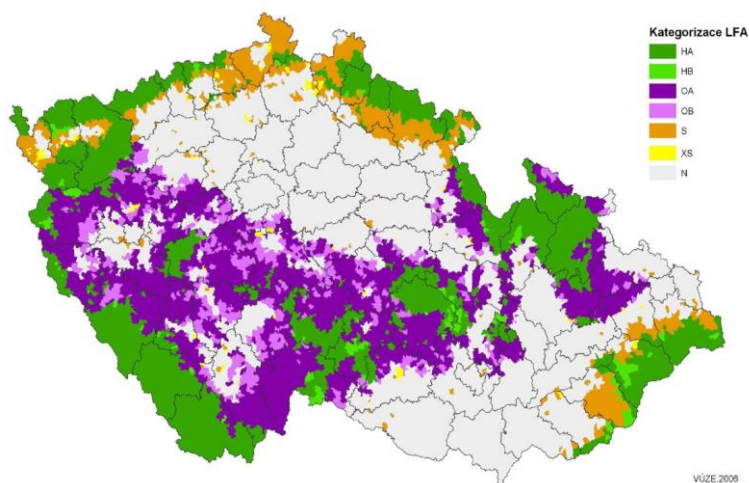 Kategorizace LFA
HA
HB
OA
OB
S
XS
N
VÚZE,2006